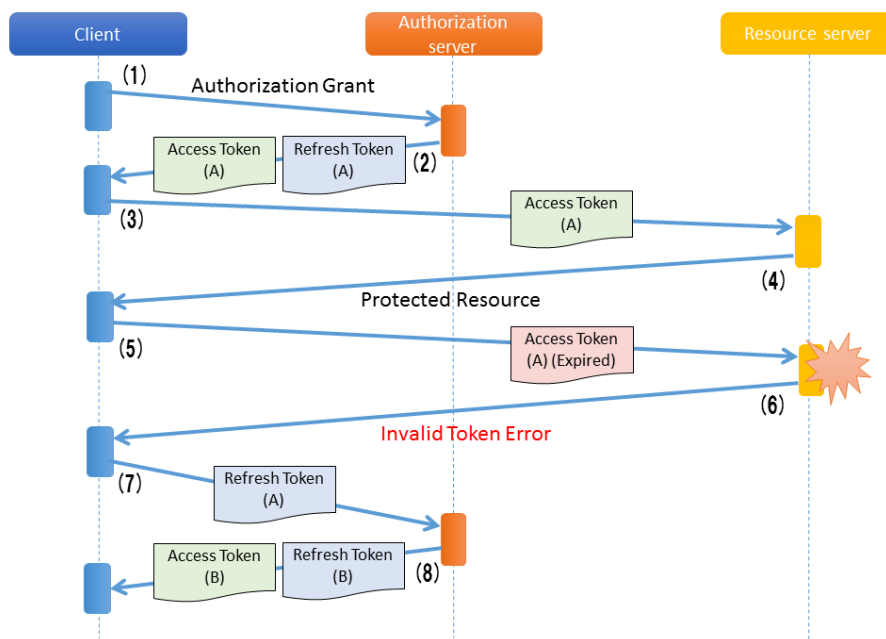 Client
Authorization
server
Resource server
(1)
Authorization Grant
Access Token
(A)
Refresh Token
(A)
(2)
(3)
Access Token
(A)
(4)
Protected Resource
(5)
Access Token
(A) (Expired)
(6)
Invalid Token Error
(7)
Refresh Token
(A)
Access Token
(B)
Refresh Token
(B)
(8)